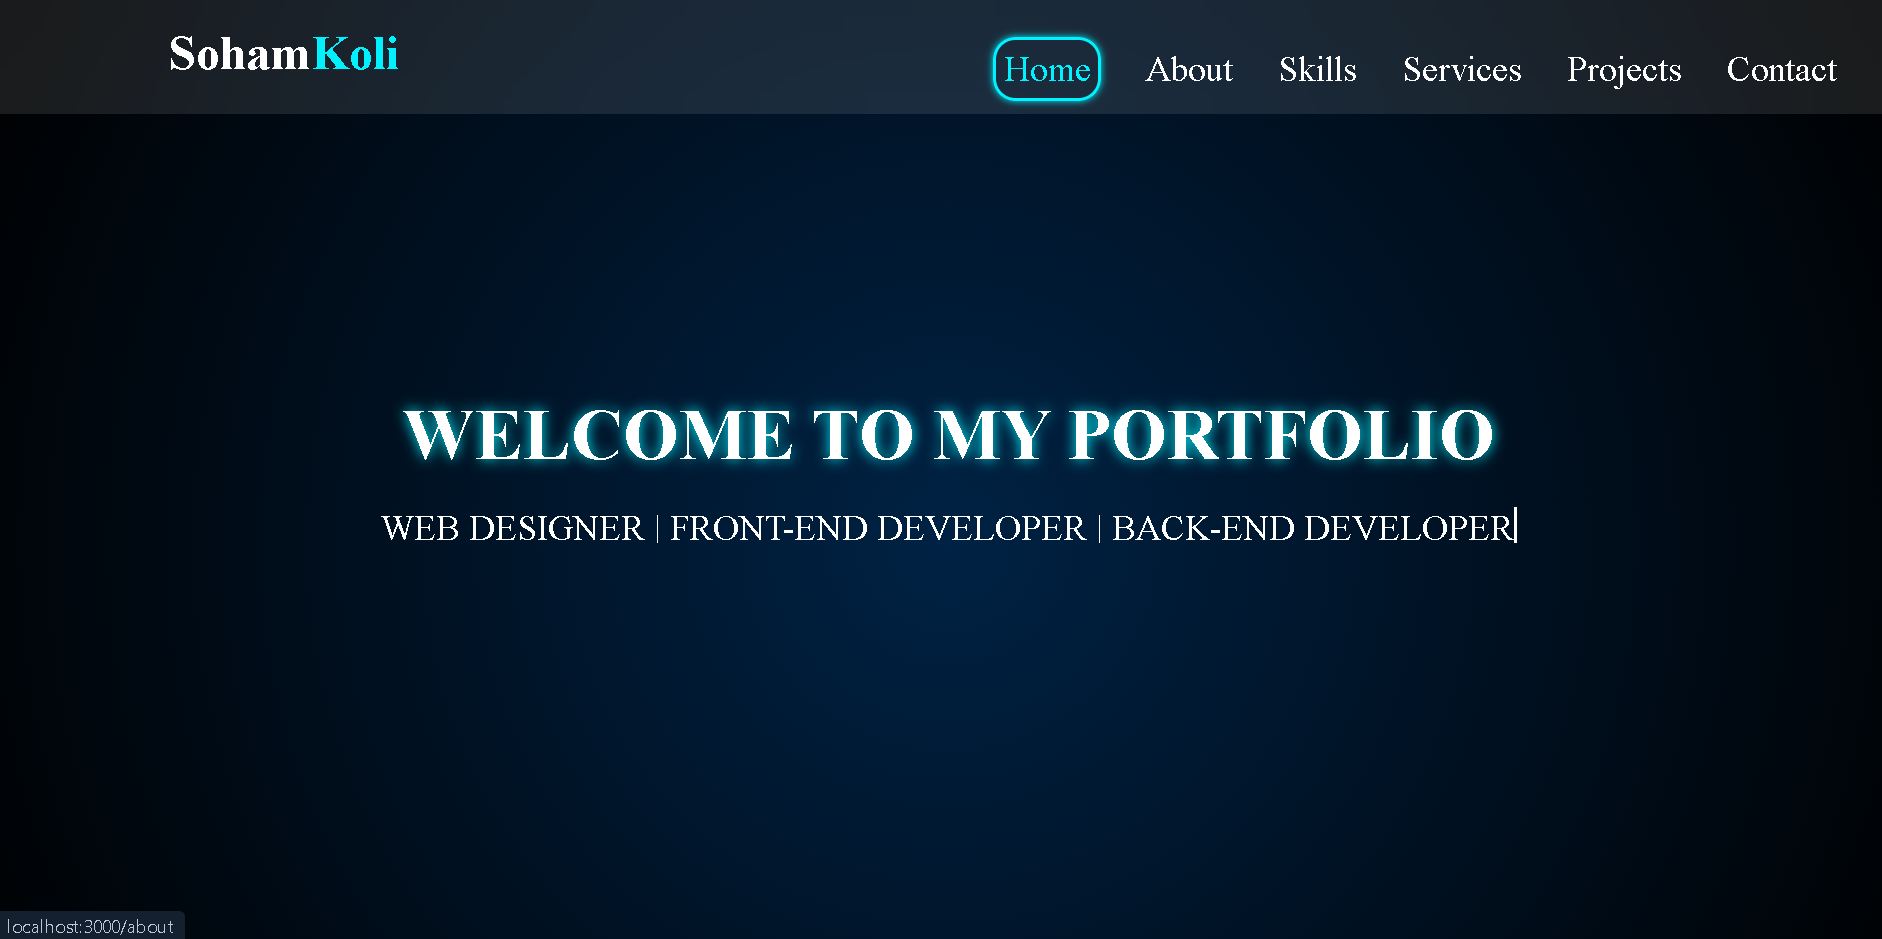 SohamKoli
Home About Skills Services Projects Contact
WELCOME TO MY PORTFOLIO
WEB DESIGNER | FRONT-END DEVELOPER | BACK-END DEVELOPER
localhost:3000/about